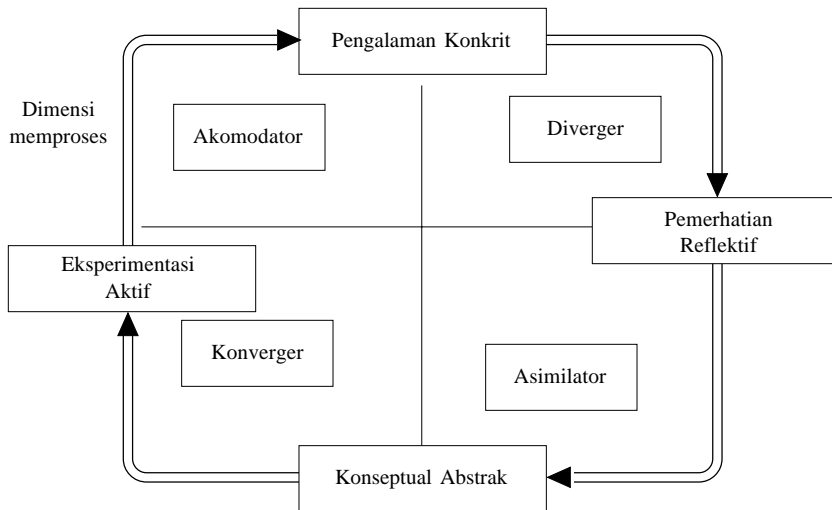 Pengalaman Konkrit
Dimensi
memproses
Akomodator
Diverger
Pemerhatian
Reflektif
Eksperimentasi
Aktif
Konverger
Asimilator
Konseptual Abstrak